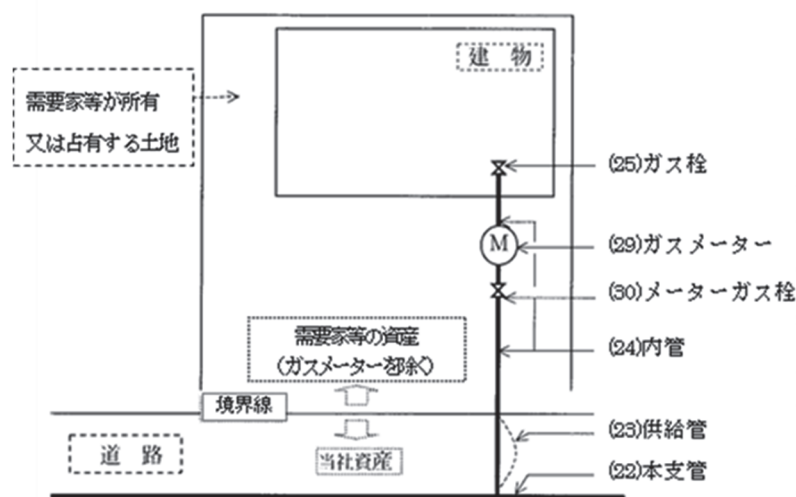 建 物
需要家等が所有
又は占有する土地
(25)ガス栓
M
(29)ガスメーター
(30)メーターガス栓
需要家等の資産
(ガスメーターを除く)
(24)内管
境界線
(23)供給管
道 路
当社資産
(22)本支管